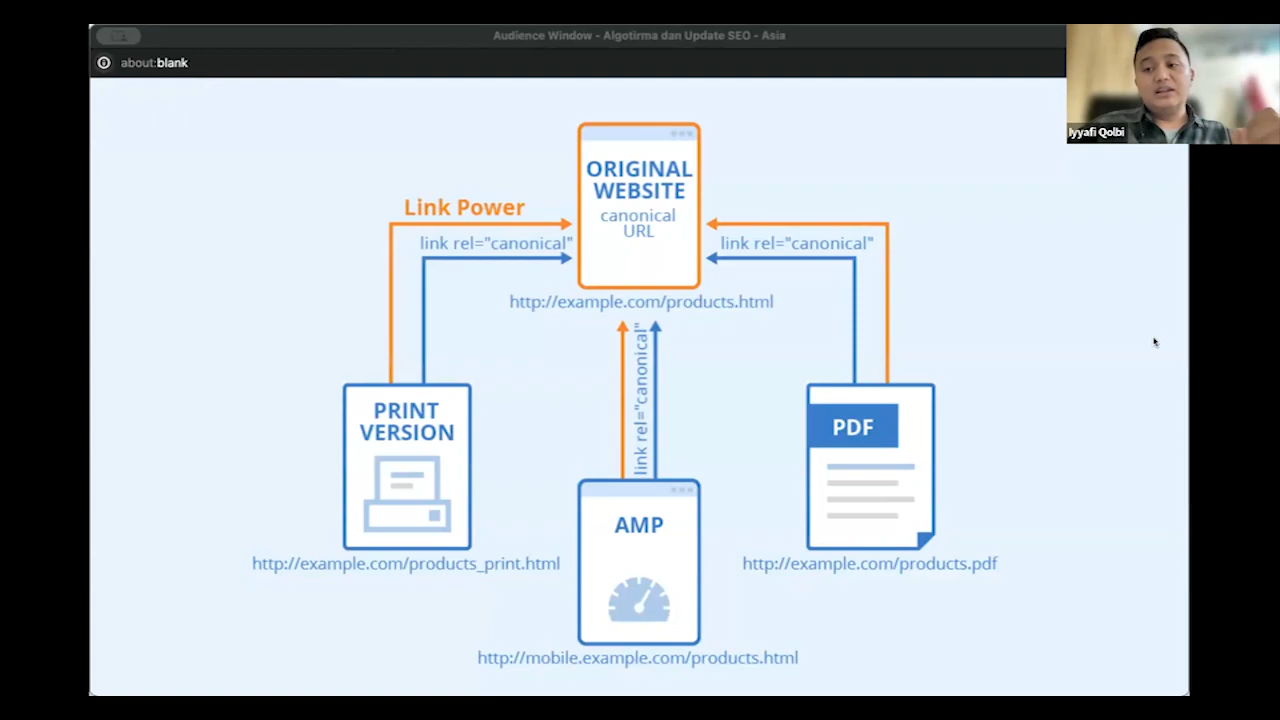 Audience Window - Algotirma dan Update SEO - Asia
about:blank
Iyyafi Qolbi
ORIGINAL
WEBSITE
canonical
URL
Link Power
link rel="canonical"
link rel="canonical"
http://example.com/products.html
link rel="canonical"
PRINT
VERSION
PDF
AMP
http://example.com/products_print.html
http://example.com/products.pdf
http://mobile.example.com/products.html